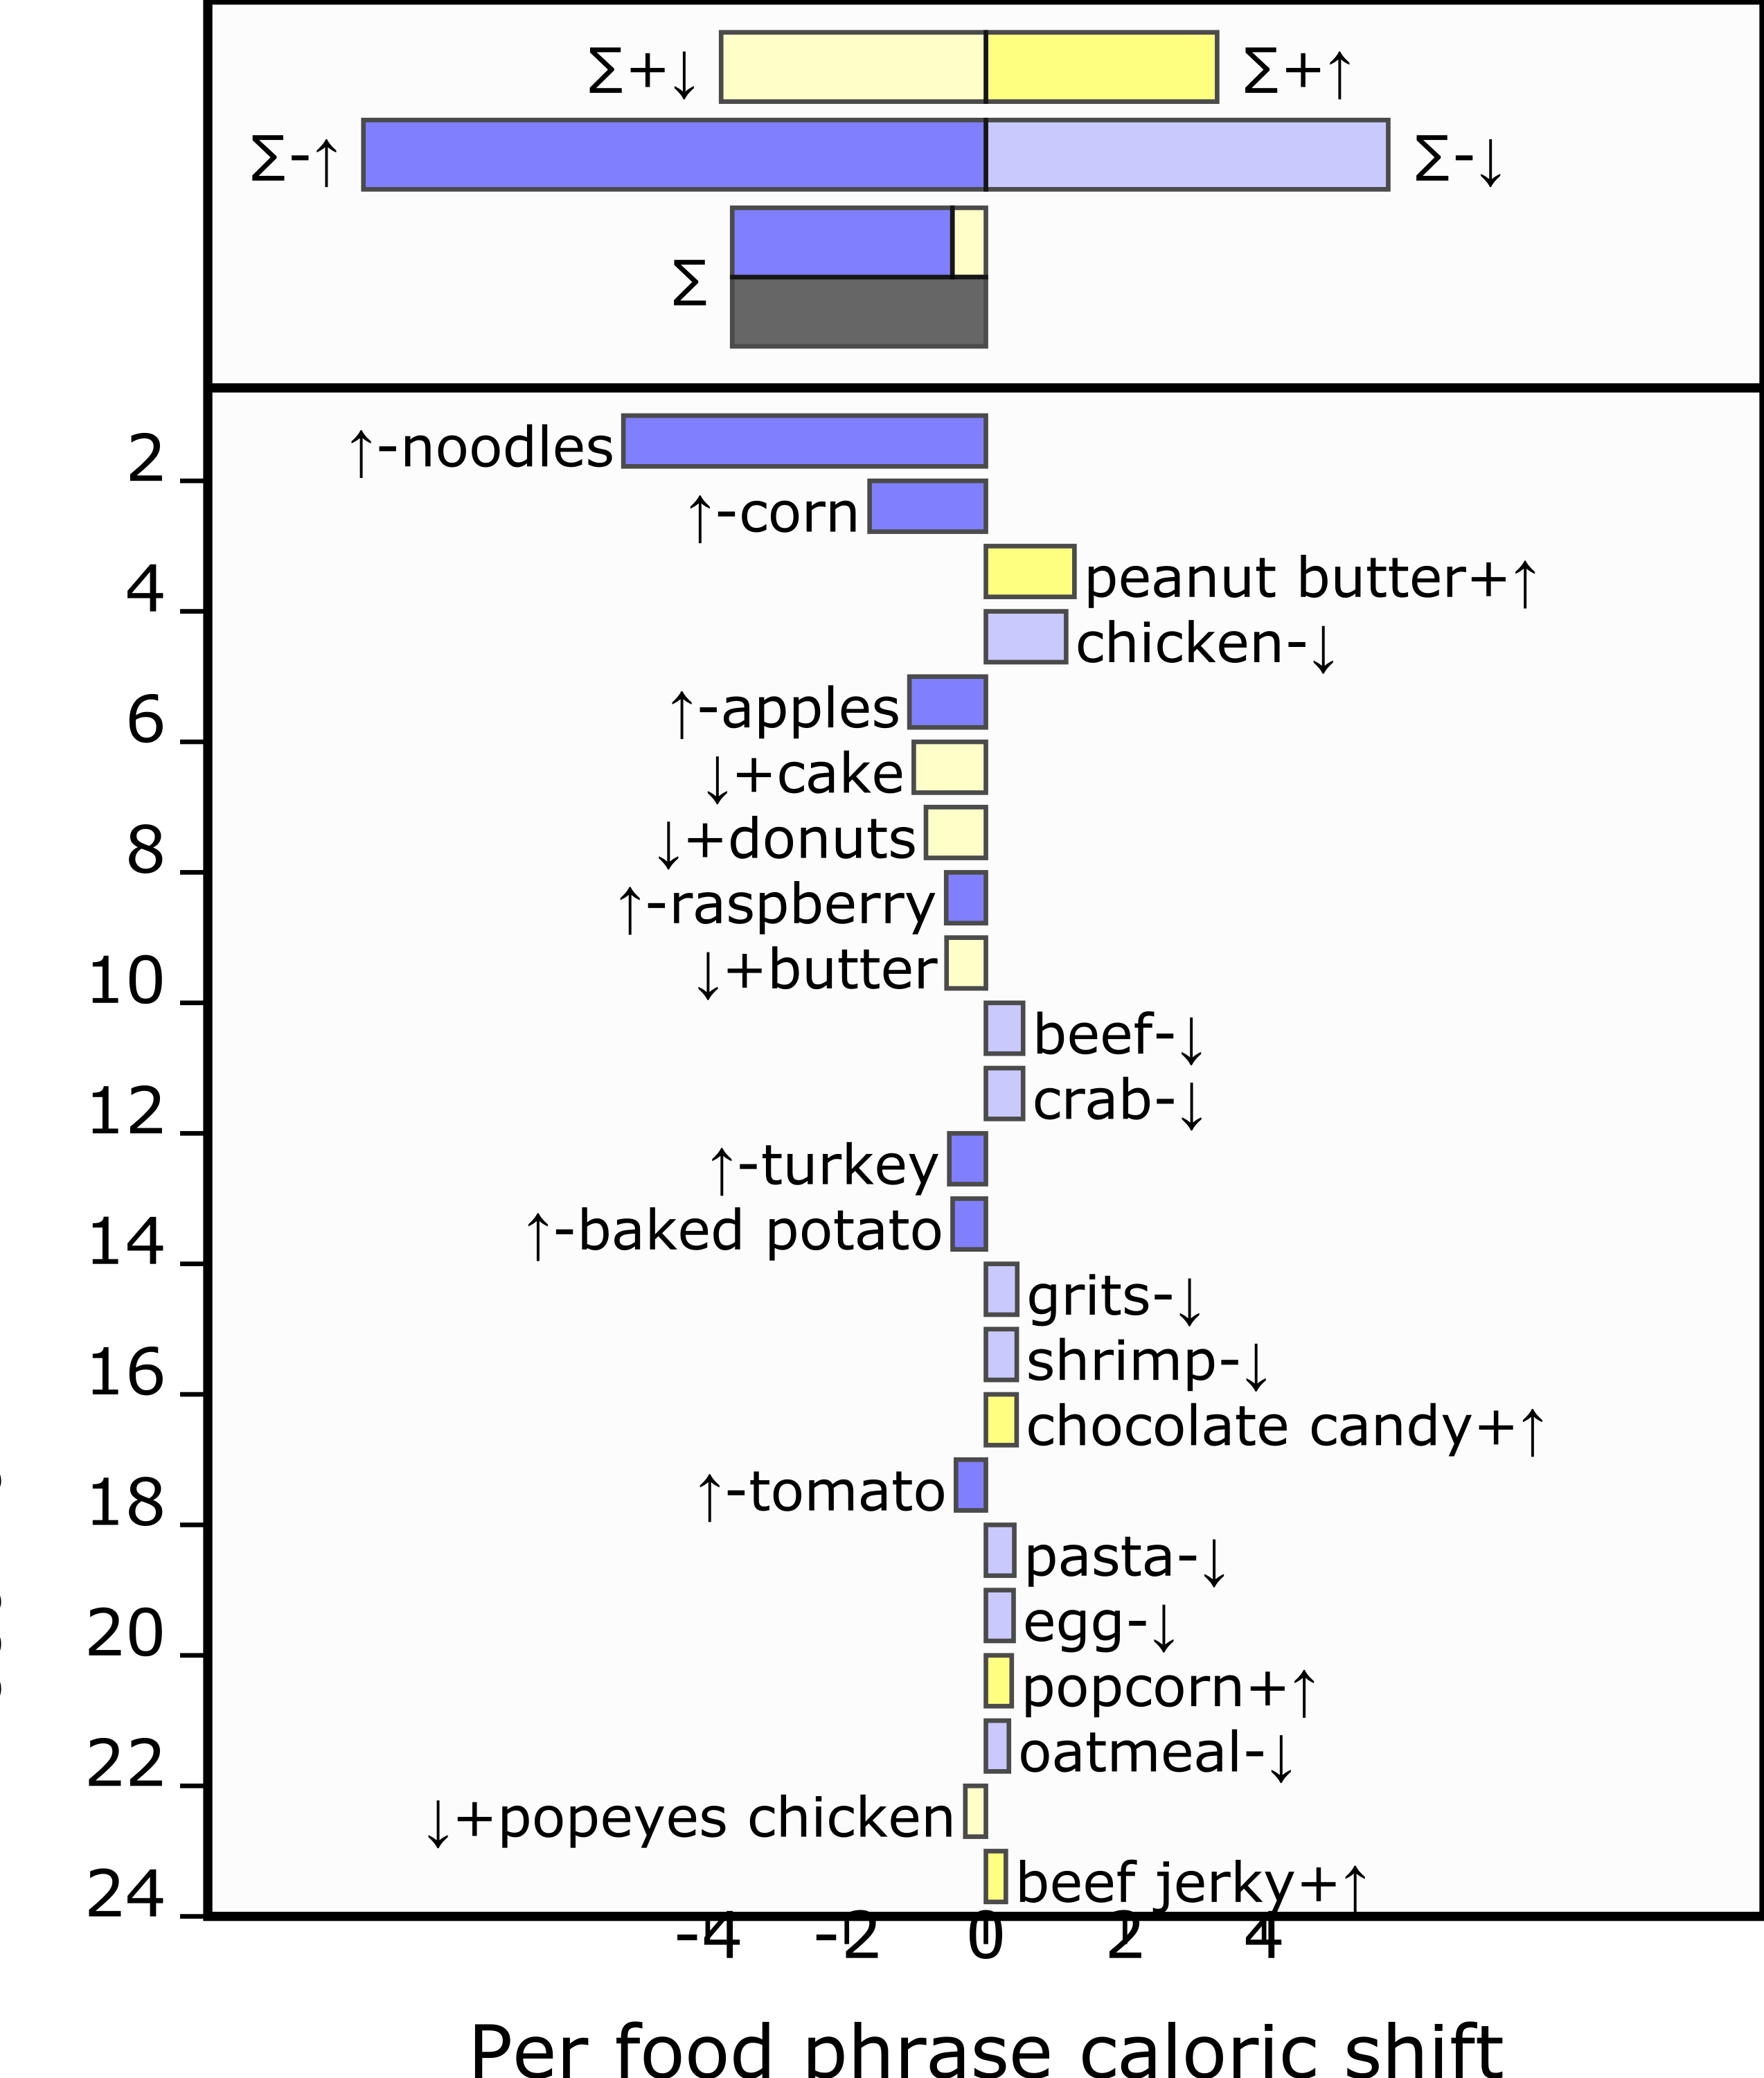 ∑+↓ ∑+↑
∑-↑ ∑-↓
∑
↑-noodles
2
↑-corn
peanut butter+↑
4
chicken-↓
↑-apples
6
↓+cake
↓+donuts
8
↑-raspberry
↓+butter
10
beef-↓
crab-↓
12
↑-turkey
↑-baked potato
14
grits-↓
shrimp-↓
16
chocolate candy+↑
↑-tomato
18
pasta-↓
egg-↓
20
popcorn+↑
oatmeal-↓
22
↓+popeyes chicken
beef jerky+↑
24
-4 -2 0 2 4
Per food phrase caloric shift